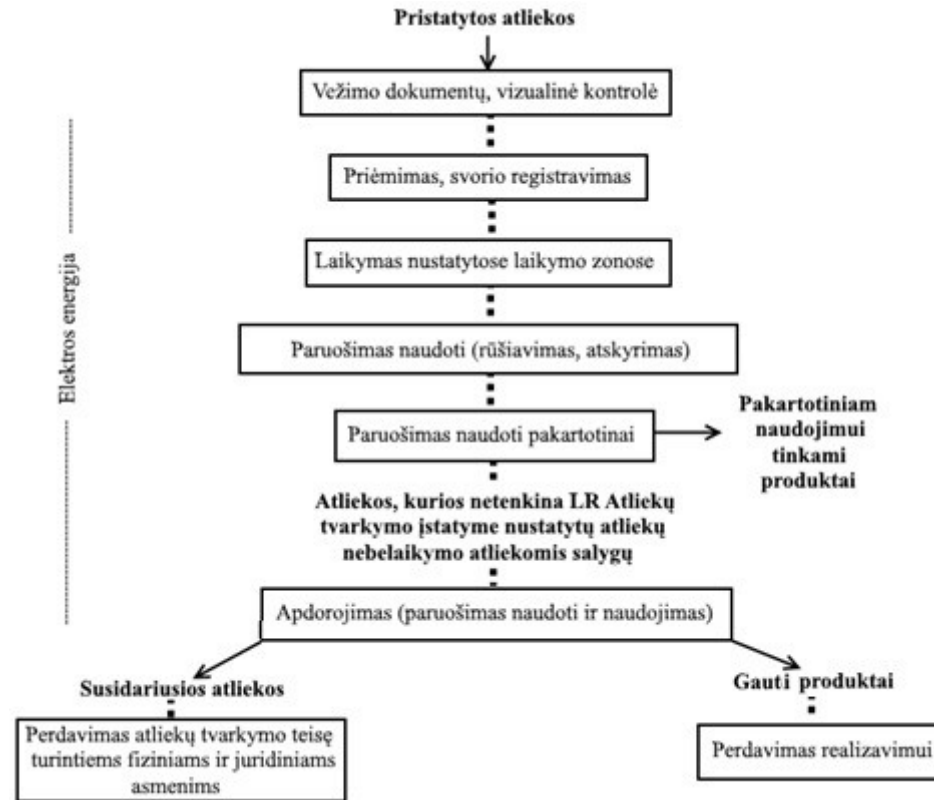 Pristatytos atliekos
Vežimo dokumentų, vizualinė kontrolė
Priėmimas, svorio registravimas
Laikymas nustatytose laikymo zonose
Elektros energija
Paruošimas naudoti (rūšiavimas, atskyrimas)
Paruošimas naudoti pakartotinai
Pakartotiniam
naudojimui
tinkami
produktai
Atliekos, kurios netenkina LR Atliekų
tvarkymo įstatyme nustatytų atliekų
nebelaikymo atliekomis salygų
Apdorojimas (paruošimas naudoti ir naudojimas)
Susidariusios atliekos
Gauti produktai
Perdavimas atliekų tvarkymo teisę
turintiems fiziniams ir juridiniams
asmenims
Perdavimas realizavimui